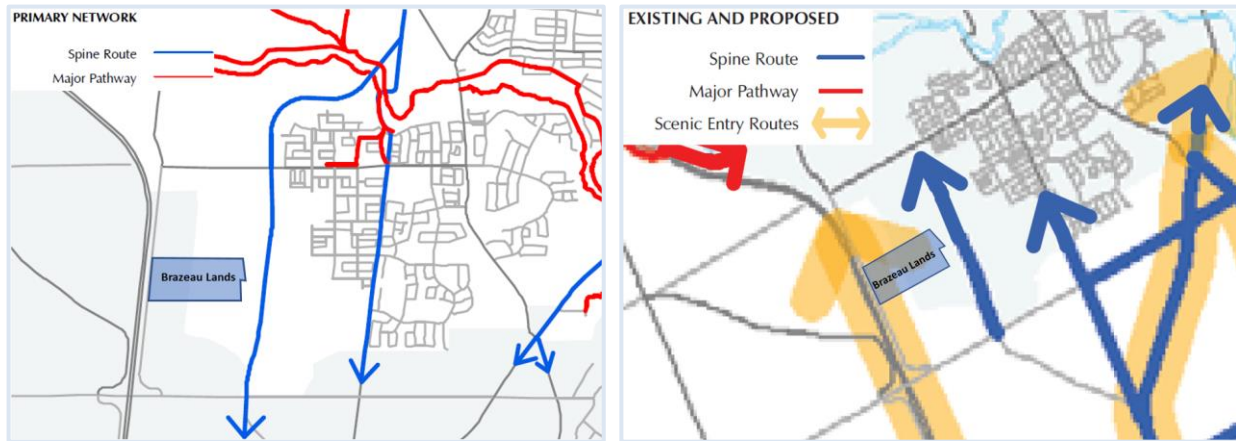 PRIMARY NETWORK
Spine Route
Major Pathway
Brazeau Lands
EXISTING AND PROPOSED
Spine Route
Major Pathway
Scenic Entry Routes
Brazeau Lands